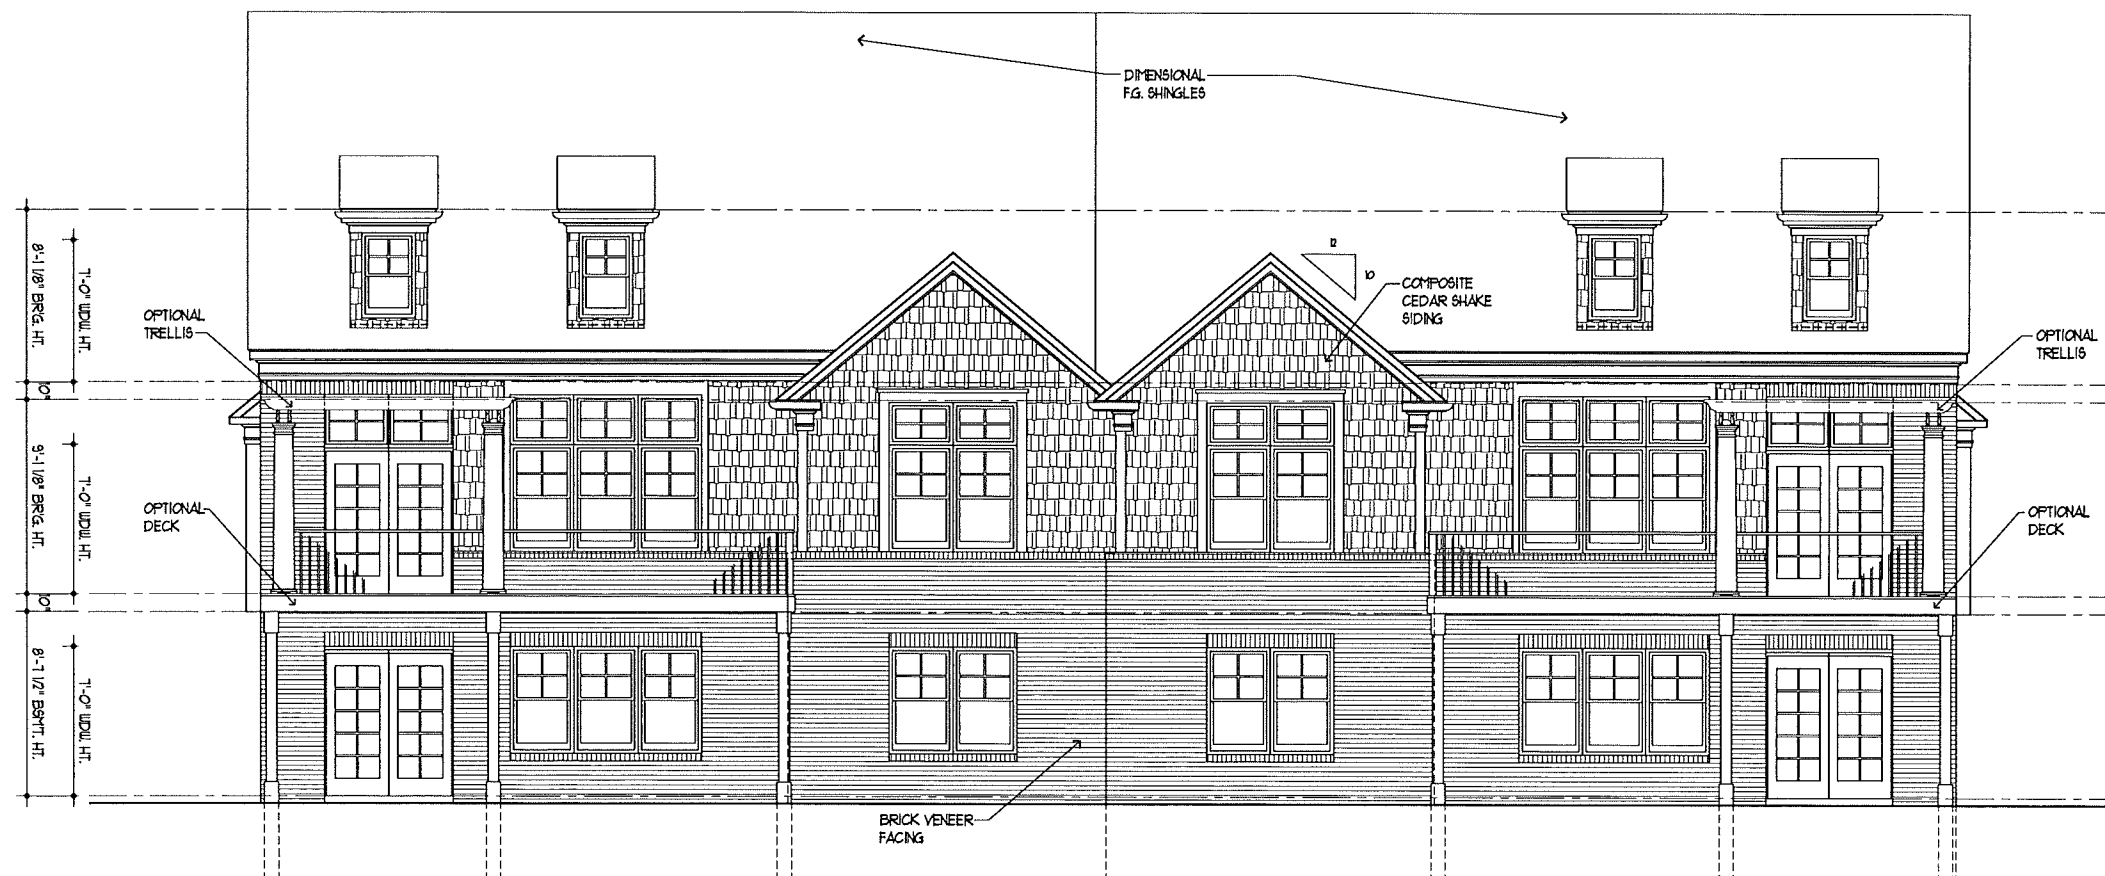 DIMENSIONAL
F.G. SHINGLES
12
10
COMPOSITE
CEDAR SHAKE
SIDING
OPTIONAL
TRELLIS
OPTIONAL
TRELLIS
OPTIONAL
DECK
OPTIONAL
DECK
BRICK VENEER
FACING
8'-1 1/8" BRG. HT.
7'-0" WDW. HT.
10"
9'-1 1/8" BRG. HT.
7'-0" WDW. HT.
10"
8'-7 1/2" BSMT. HT.
7'-0" WDW. HT.